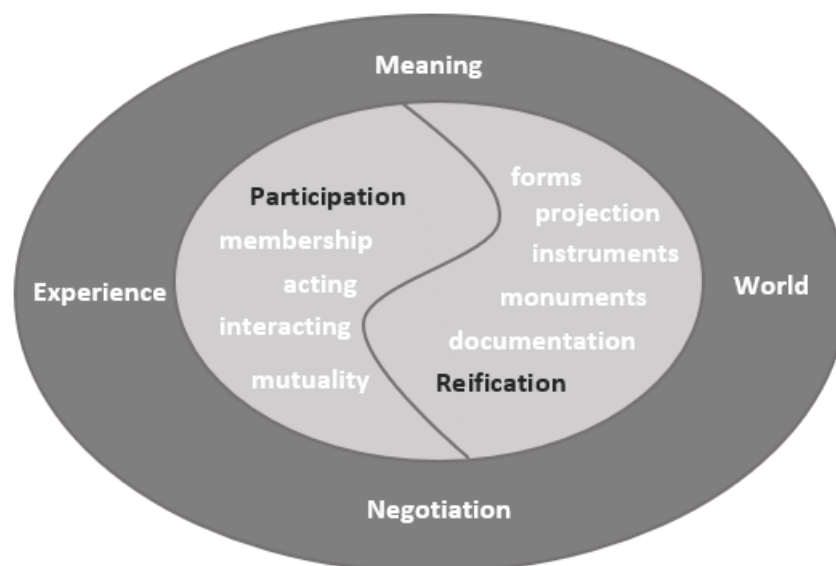 Meaning
Participation
membership
acting
interacting
mutuality
forms
projection
instruments
monuments
documentation
Reification
Experience
World
Negotiation